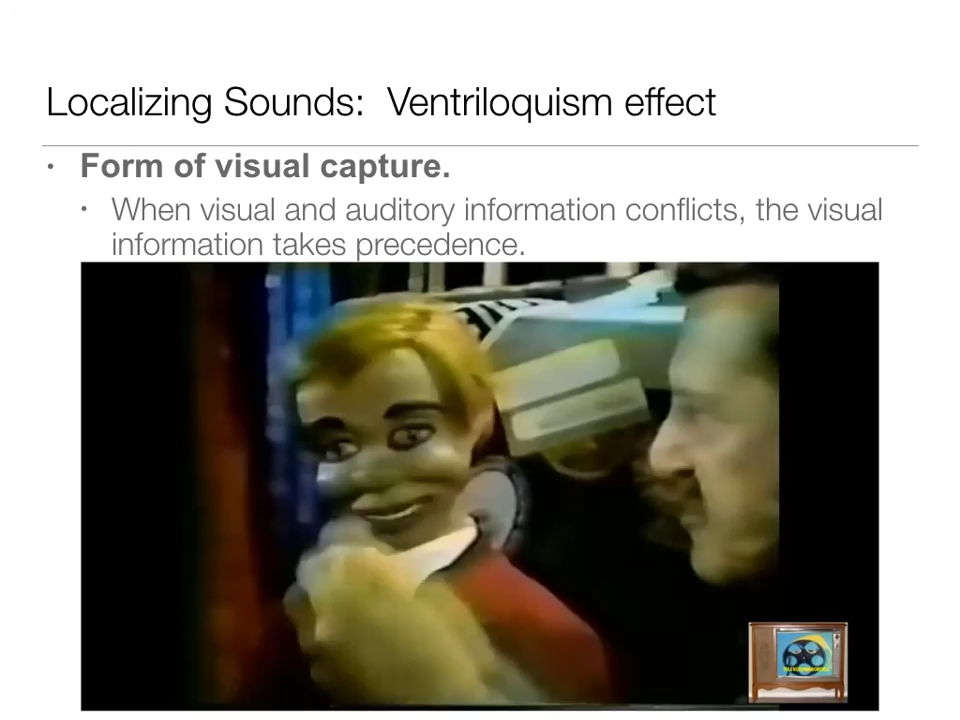 Localizing Sounds:  Ventriloquism effect
• Form of visual capture.
• When visual and auditory information conflicts, the visual
information takes precedence.